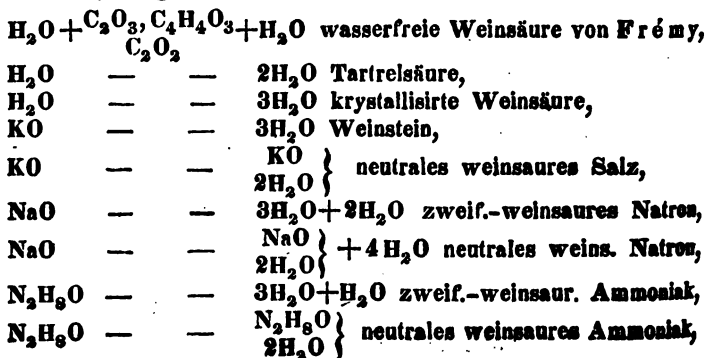 H₂O + C₂O₃, C₄H₄O₃ + H₂O wasserfreie Weinsäure von Frémy,
C₂O₂
H₂O — — 2H₂O Tartrelsäure,
H₂O — — 3H₂O krystallisirte Weinsäure,
KO — — 3H₂O Weinstein,
KO — — KO } neutrales weinsaures Salz,
2H₂O
NaO — — 3H₂O+2H₂O zweif.-weinsaures Natron,
NaO — — NaO } +4H₂O neutrales weins. Natron,
2H₂O
N₂H₈O — — 3H₂O+H₂O zweif.-weinsaur. Ammoniak,
N₂H₈O — — N₂H₈O } neutrales weinsaures Ammoniak,
2H₂O